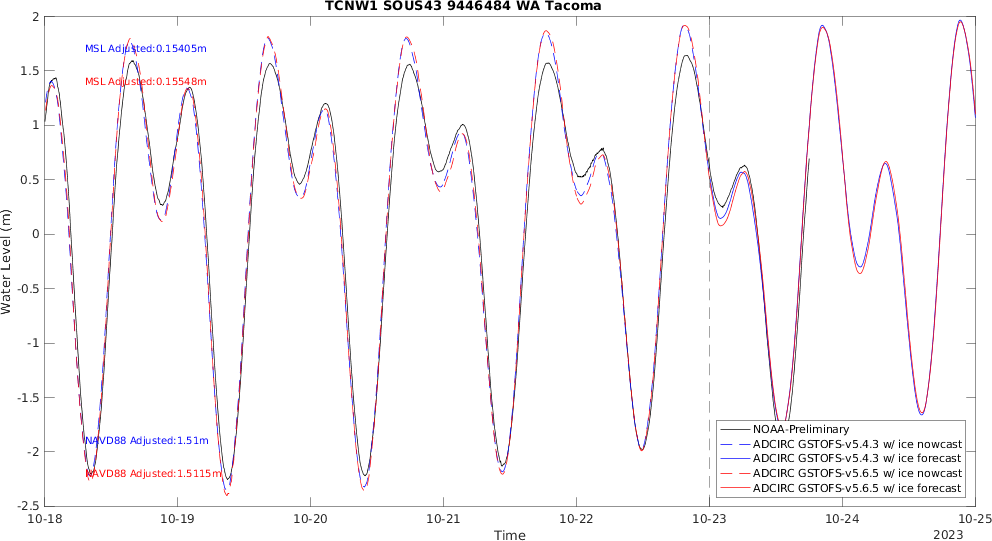 TCNW1 SOUS43 9446484 WA Tacoma
2
1.5
1
0.5
0
-0.5
-1
-1.5
-2
-2.5
Water Level (m)
MSL Adjusted:0.15405m
MSL Adjusted:0.15548m
NAVD88 Adjusted:1.51m
NAVD88 Adjusted:1.5115m
NOAA-Preliminary
ADCIRC GSTOFS-v5.4.3 w/ ice nowcast
ADCIRC GSTOFS-v5.4.3 w/ ice forecast
ADCIRC GSTOFS-v5.6.5 w/ ice nowcast
ADCIRC GSTOFS-v5.6.5 w/ ice forecast
10-18 10-19 10-20 10-21 10-22 10-23 10-24 10-25
Time
2023